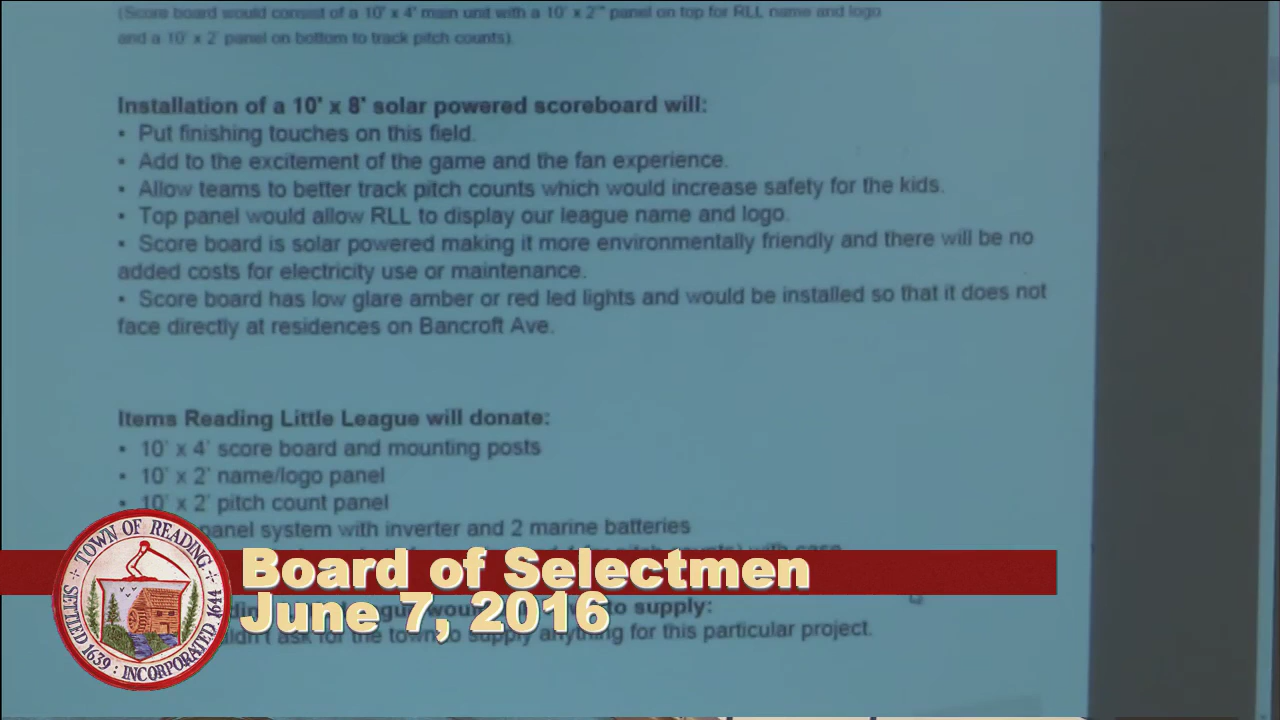 (Score board would consist of a 10' x 4' main unit with a 10' x 2'" panel on top for RLL name and logo
and a 10' x 2' panel on bottom to track pitch counts).
Installation of a 10' x 8' solar powered scoreboard will:
• Put finishing touches on this field.
• Add to the excitement of the game and the fan experience.
• Allow teams to better track pitch counts which would increase safety for the kids.
• Top panel would allow RLL to display our league name and logo.
• Score board is solar powered making it more environmentally friendly and there will be no
added costs for electricity use or maintenance.
• Score board has low glare amber or red led lights and would be installed so that it does not
face directly at residences on Bancroft Ave.
Items Reading Little League will donate:
• 10' x 4' score board and mounting posts
• 10' x 2' name/logo panel
• 10' x 2' pitch count panel
panel system with inverter and 2 marine batteries
with case
to supply:
ask for the town to supply anything for this particular project.
TOWN OF READING
SETTLED 1639 : INCORPORATED 1644
Board of Selectmen
June 7, 2016